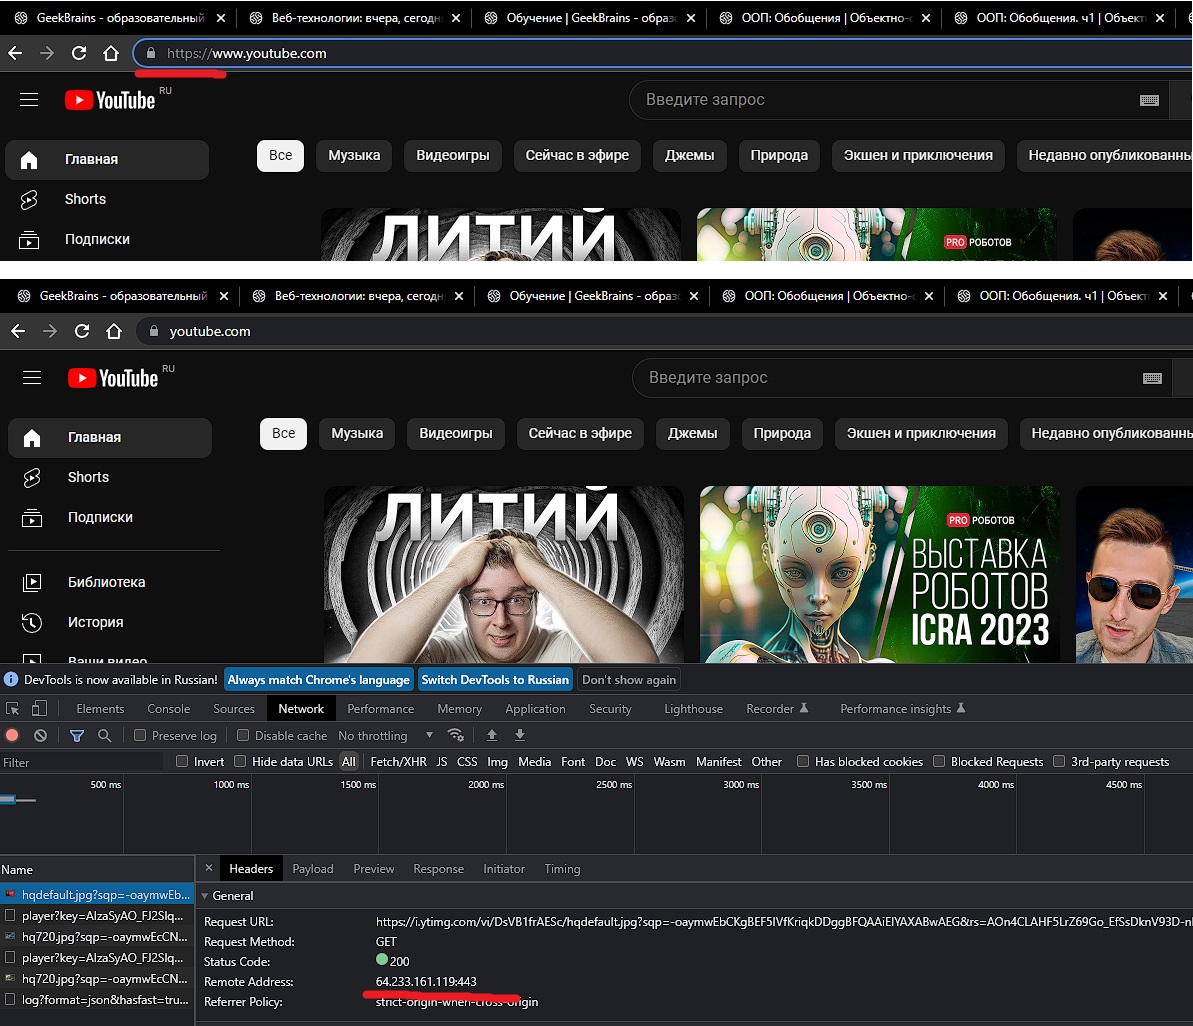 GeekBrains - образовательный
Веб-технологии: вчера, сегодн
Обучение | GeekBrains - образо
ООП: Обобщения | Объектно-о
ООП: Обобщения. ч1 | Объект
https://www.youtube.com
YouTube RU
Введите запрос
Главная
Все
Музыка
Видеоигры
Сейчас в эфире
Джемы
Природа
Экшен и приключения
Недавно опубликованны
Shorts
Подписки
ЛИТИЙ
PRO РОБОТОВ
GeekBrains - образовательный
Веб-технологии: вчера, сегодн
Обучение | GeekBrains - образо
ООП: Обобщения | Объектно-о
ООП: Обобщения. ч1 | Объект
youtube.com
YouTube RU
Введите запрос
Главная
Все
Музыка
Видеоигры
Сейчас в эфире
Джемы
Природа
Экшен и приключения
Недавно опубликованны
Shorts
Подписки
Библиотека
История
Ваши видео
ЛИТИЙ
PRO РОБОТОВ
ВЫСТАВКА
РОБОТОВ
ICRA 2023
DevTools is now available in Russian!
Always match Chrome's language
Switch DevTools to Russian
Don't show again
Elements
Console
Sources
Network
Performance
Memory
Application
Security
Lighthouse
Recorder
Performance insights
Preserve log
Disable cache
No throttling
Filter
Invert
Hide data URLs
All
Fetch/XHR
JS
CSS
Img
Media
Font
Doc
WS
Wasm
Manifest
Other
Has blocked cookies
Blocked Requests
3rd-party requests
500 ms
1000 ms
1500 ms
2000 ms
2500 ms
3000 ms
3500 ms
4000 ms
4500 ms
Name
hqdefault.jpg?sqp=-oaymwEb...
player?key=AIzaSyAO_FJ2Slq...
hq720.jpg?sqp=-oaymwEcCN...
player?key=AIzaSyAO_FJ2Slq...
hq720.jpg?sqp=-oaymwEcCN...
log?format=json&hasfast=tru...
Headers
Payload
Preview
Response
Initiator
Timing
General
Request URL: https://i.ytimg.com/vi/DsVB1frAESc/hqdefault.jpg?sqp=-oaymwEbCKgBEF5IVfKriqkDDggBFQAAiEIYAXABwAEG&rs=AOn4CLAHF5LrZ69Go_EfSsDknV93D-nl
Request Method: GET
Status Code: 200
Remote Address: 64.233.161.119:443
Referrer Policy: strict-origin-when-cross-origin